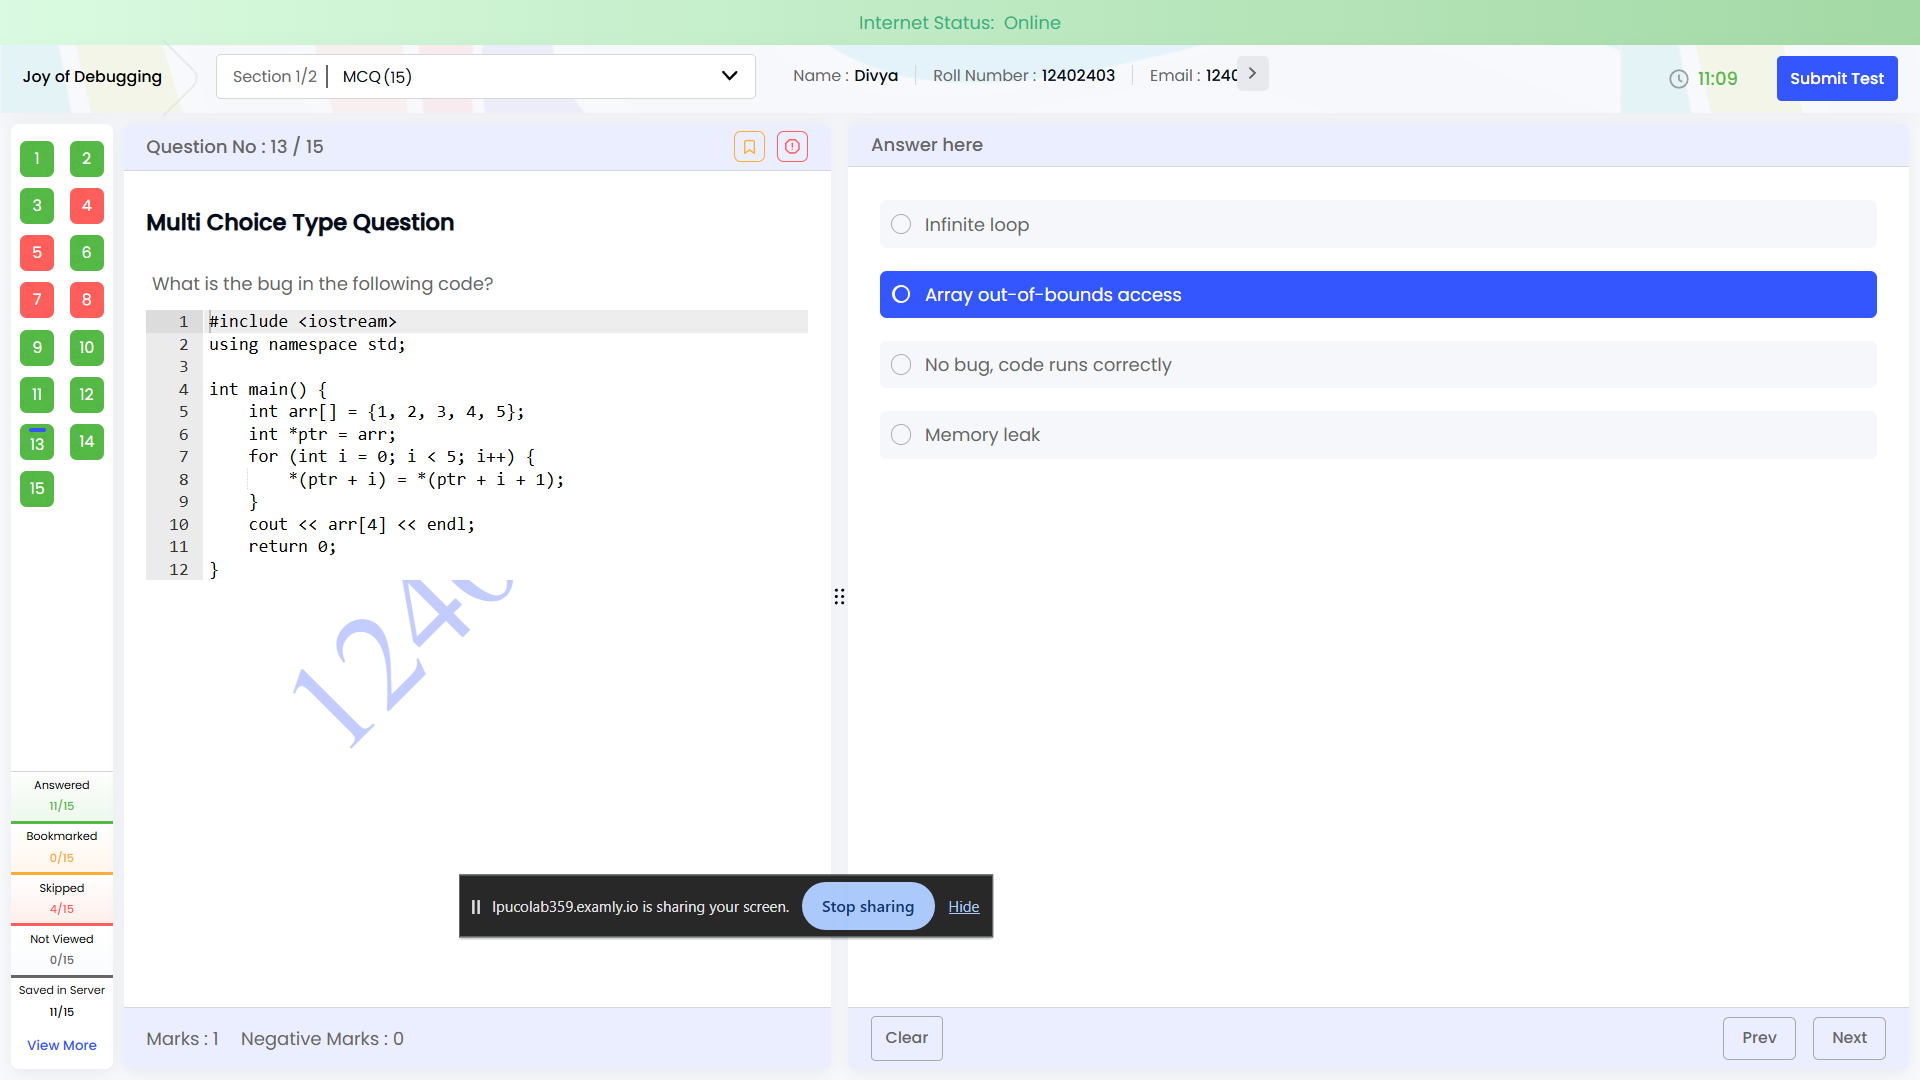 Internet Status: Online
Joy of Debugging
Section 1/2 | MCQ (15)
Name : Divya
Roll Number : 12402403
Email : 1240
11:09
Submit Test
1 2
3 4
5 6
7 8
9 10
11 12
13 14
15
Answered
11/15
Bookmarked
0/15
Skipped
4/15
Not Viewed
0/15
Saved in Server
11/15
View More
Question No : 13 / 15
Multi Choice Type Question
What is the bug in the following code?
1 #include <iostream>
2 using namespace std;
3
4 int main() {
5     int arr[] = {1, 2, 3, 4, 5};
6     int *ptr = arr;
7     for (int i = 0; i < 5; i++) {
8         *(ptr + i) = *(ptr + i + 1);
9     }
10     cout << arr[4] << endl;
11     return 0;
12 }
1240
Marks : 1 Negative Marks : 0
Answer here
Infinite loop
Array out-of-bounds access
No bug, code runs correctly
Memory leak
lpucolab359.examly.io is sharing your screen.
Stop sharing
Hide
Clear
Prev
Next